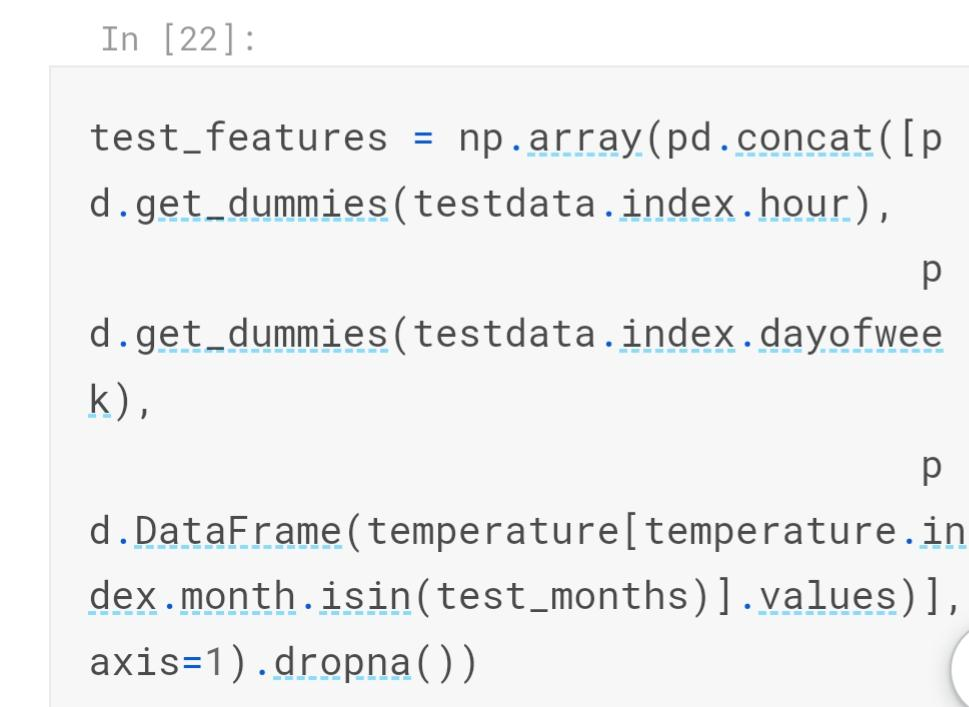 In [22]:
test_features = np.array(pd.concat([p
d.get_dummies(testdata.index.hour),
p
d.get_dummies(testdata.index.dayofwee
k),
p
d.DataFrame(temperature[temperature.in
dex.month.isin(test_months)].values)],
axis=1).dropna())